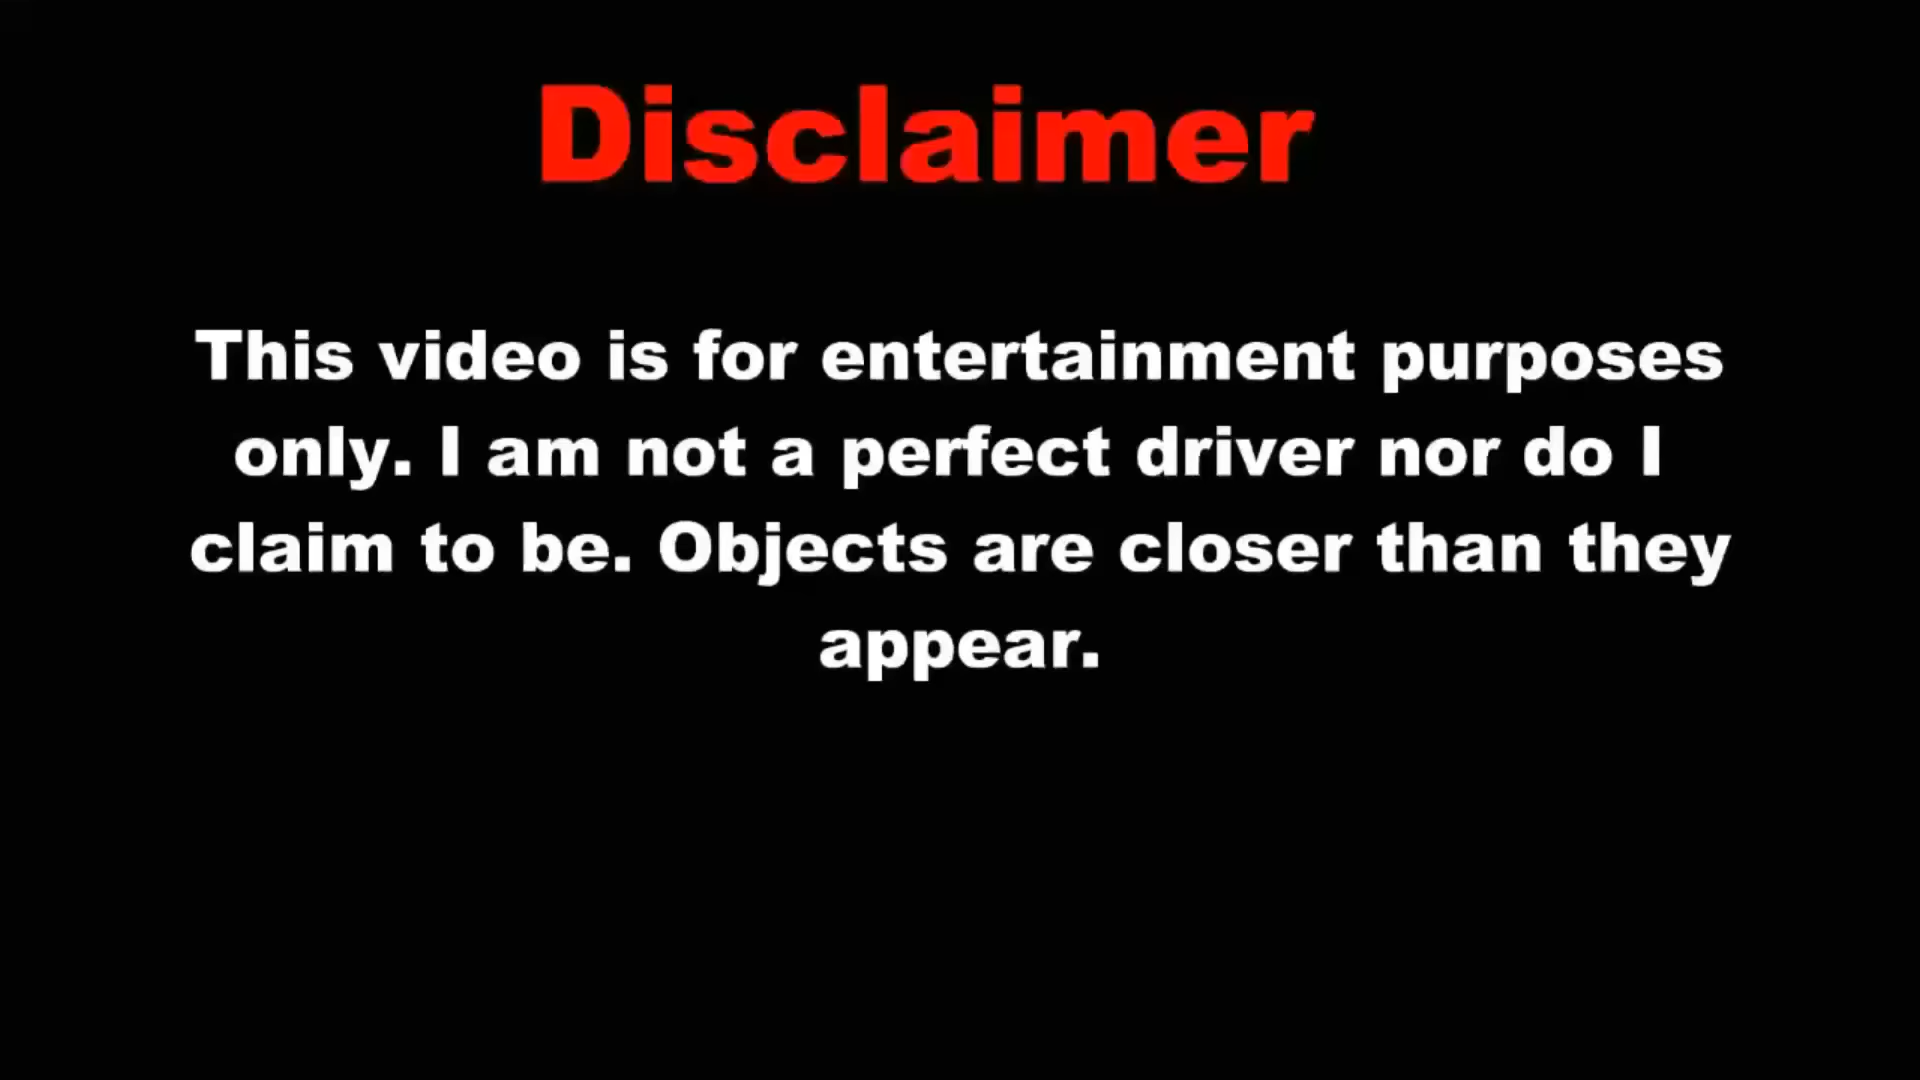 Disclaimer
This video is for entertainment purposes
only. I am not a perfect driver nor do I
claim to be. Objects are closer than they
appear.